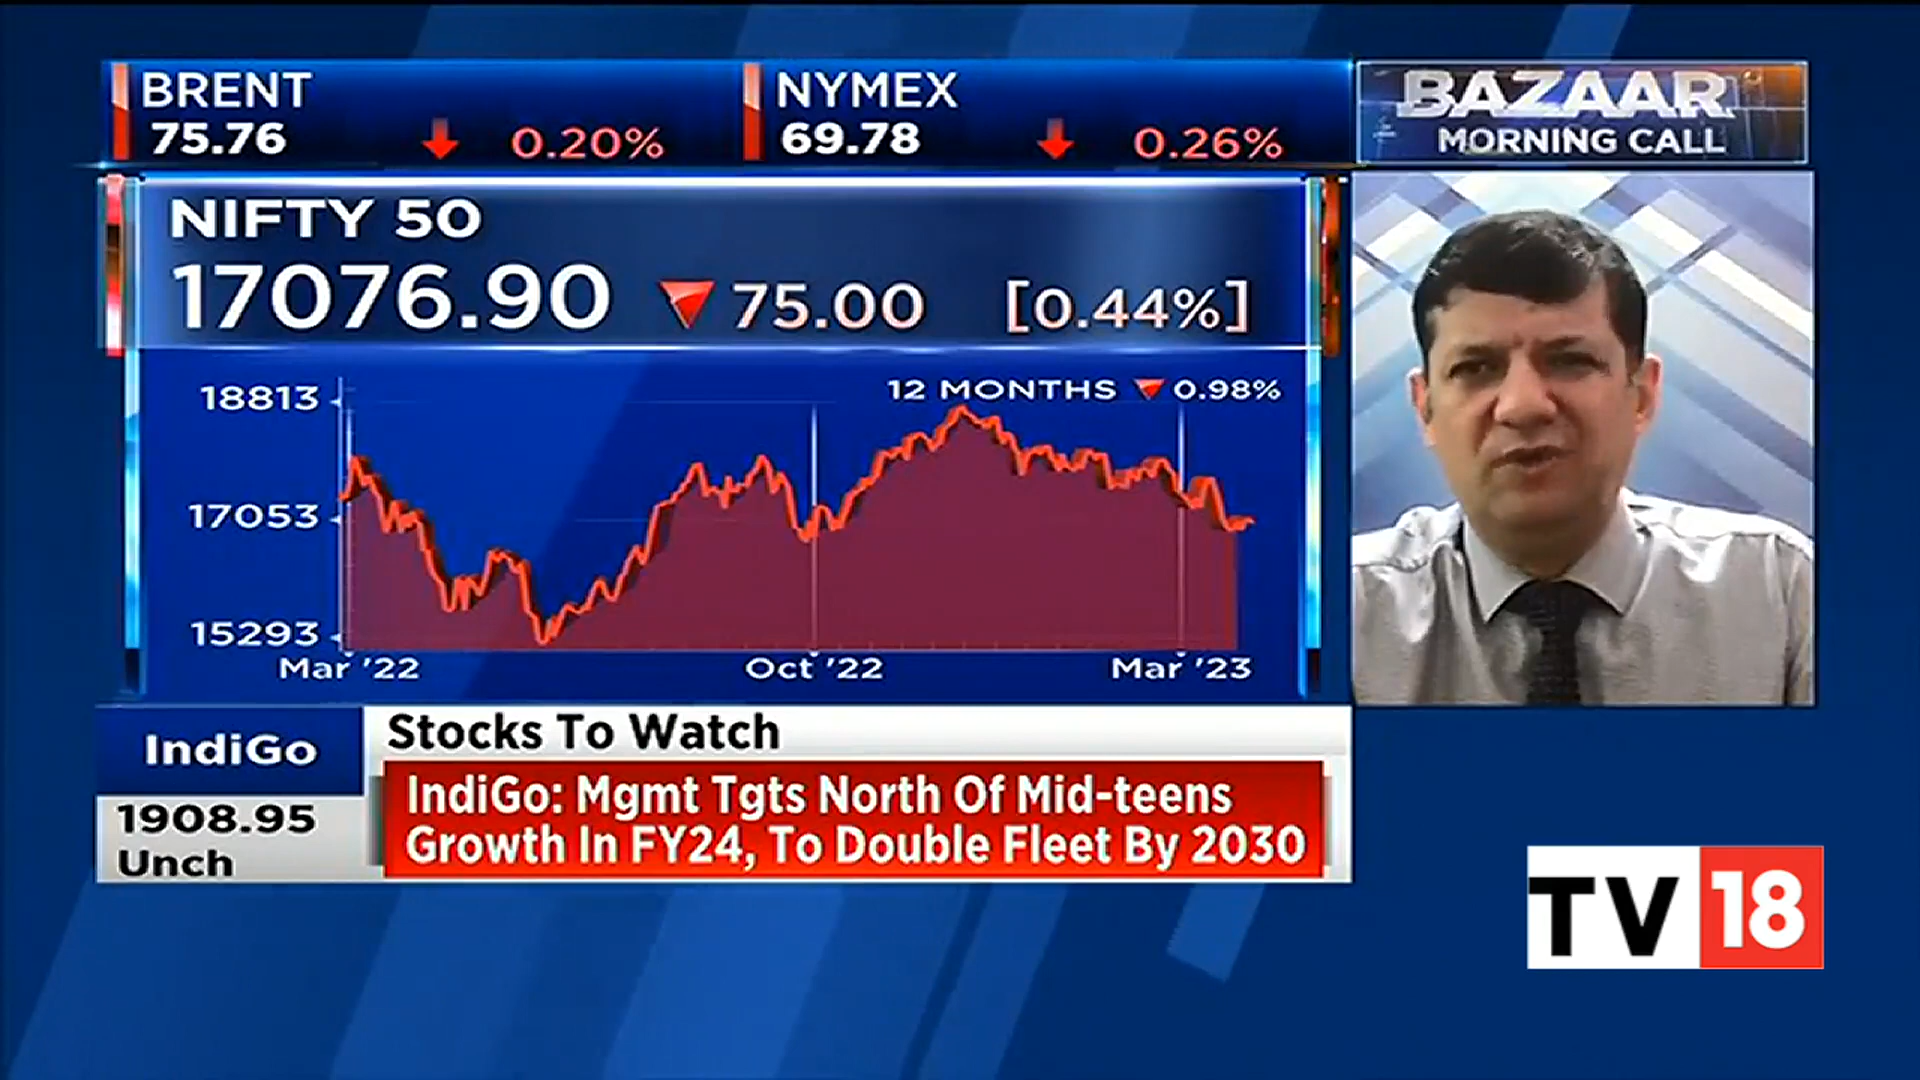 BRENT
75.76 0.20%
NYMEX
69.78 0.26%
BAZAAR
MORNING CALL
NIFTY 50
17076.90 75.00 [0.44%]
12 MONTHS 0.98%
18813
17053
15293
Mar '22 Oct '22 Mar '23
IndiGo
1908.95
Unch
Stocks To Watch
IndiGo: Mgmt Tgts North Of Mid-teens
Growth In FY24, To Double Fleet By 2030
TV18